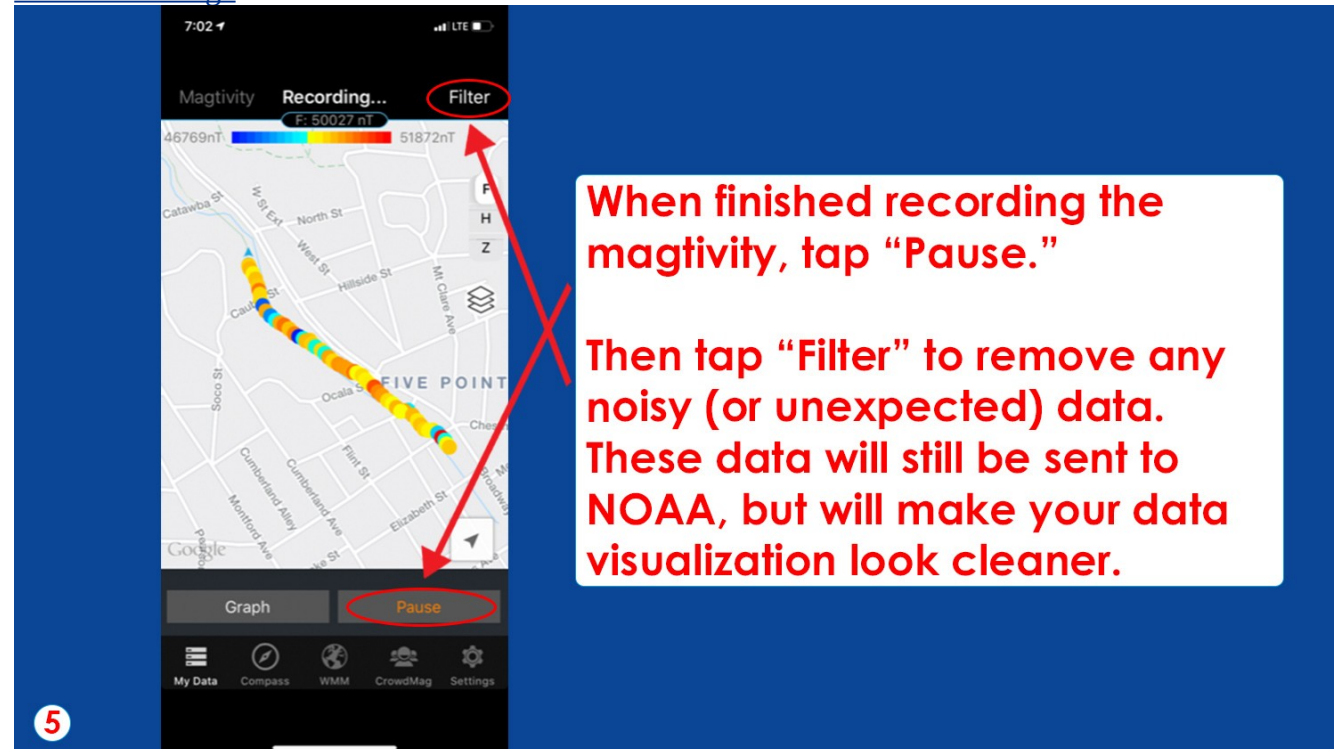 7:02
LTE
Magtivity Recording... Filter
F: 50027 nT
46769nT 51872nT
F
H
Z
Catawba St
W St Ext
North St
West St
Hillside St
Mt Clare Ave
Soco St
Ocala S
FIVE POINT
Ches
Cumberland Alley
Cumberland Ave
Flint St
Montford Ave
Elizabeth St
Broadway
Google
Graph Pause
My Data Compass WMM CrowdMag Settings
When finished recording the
magtivity, tap “Pause.”
Then tap “Filter” to remove any
noisy (or unexpected) data.
These data will still be sent to
NOAA, but will make your data
visualization look cleaner.
5